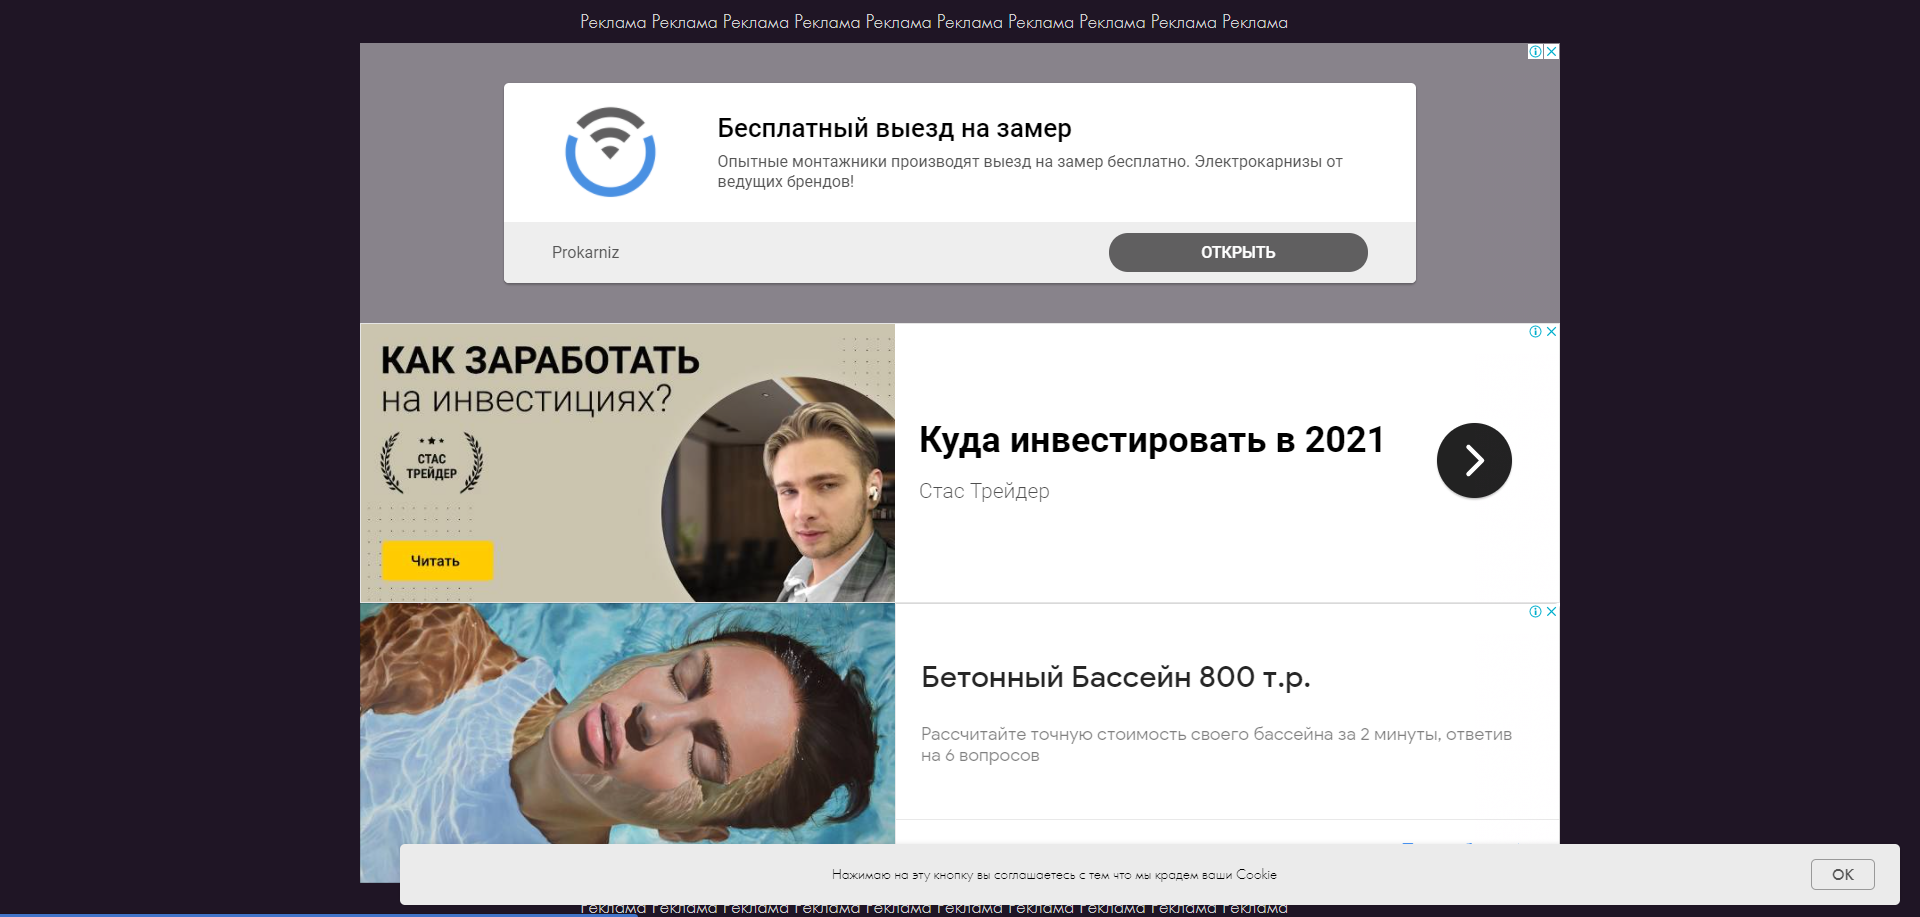 Реклама Реклама Реклама Реклама Реклама Реклама Реклама Реклама Реклама Реклама
Бесплатный выезд на замер
Опытные монтажники производят выезд на замер бесплатно. Электрокарнизы от
ведущих брендов!
Prokarniz
ОТКРЫТЬ
КАК ЗАРАБОТАТЬ
на инвестициях?
СТАС
ТРЕЙДЕР
Читать
Куда инвестировать в 2021
Стас Трейдер
Бетонный Бассейн 800 т.р.
Рассчитайте точную стоимость своего бассейна за 2 минуты, ответив
на 6 вопросов
Нажимаю на эту кнопку вы соглашаетесь с тем что мы крадем ваши Cookie
OK
Реклама Реклама Реклама Реклама Реклама Реклама Реклама Реклама Реклама Реклама